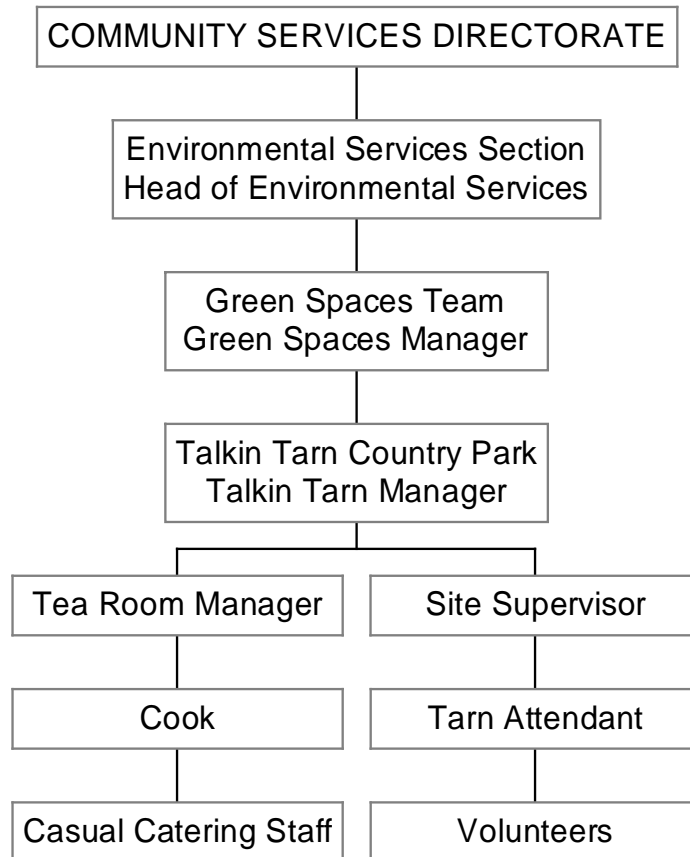 COMMUNITY SERVICES DIRECTORATE
Environmental Services Section
Head of Environmental Services
Green Spaces Team
Green Spaces Manager
Talkin Tarn Country Park
Talkin Tarn Manager
Tea Room Manager
Site Supervisor
Cook
Tarn Attendant
Casual Catering Staff
Volunteers